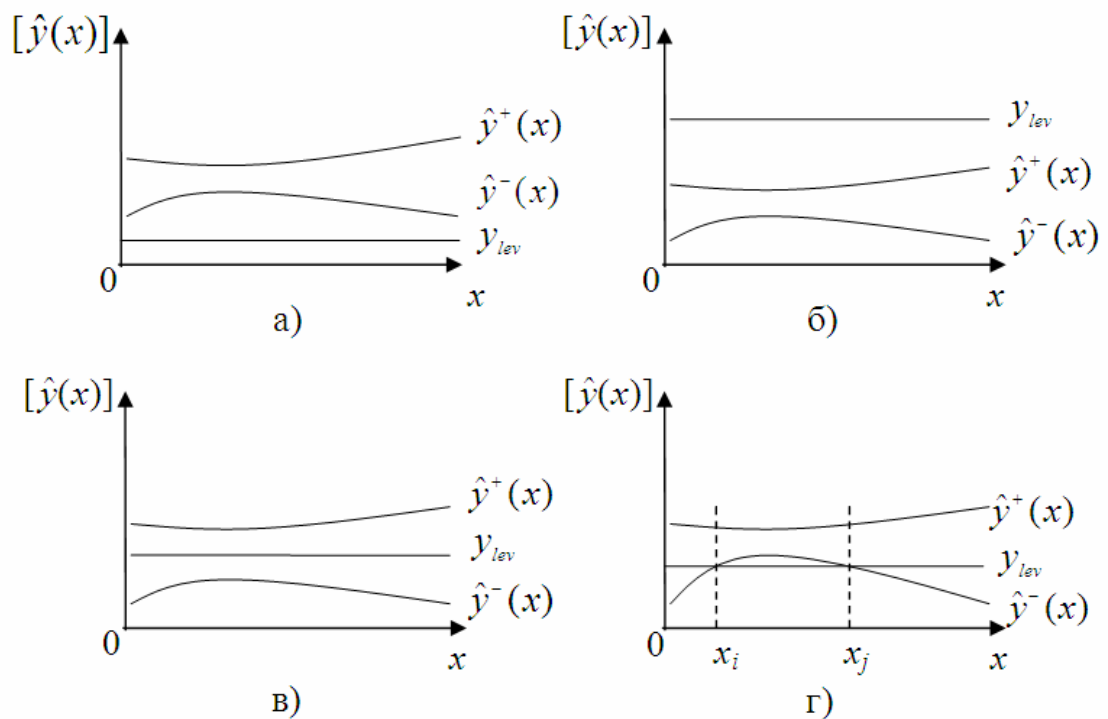 [ŷ(x)]
ŷ⁺(x)
ŷ⁻(x)
y_lev
0
x
а)
[ŷ(x)]
y_lev
ŷ⁺(x)
ŷ⁻(x)
0
x
б)
[ŷ(x)]
ŷ⁺(x)
y_lev
ŷ⁻(x)
0
x
в)
[ŷ(x)]
ŷ⁺(x)
y_lev
ŷ⁻(x)
0
x_i
x_j
x
г)